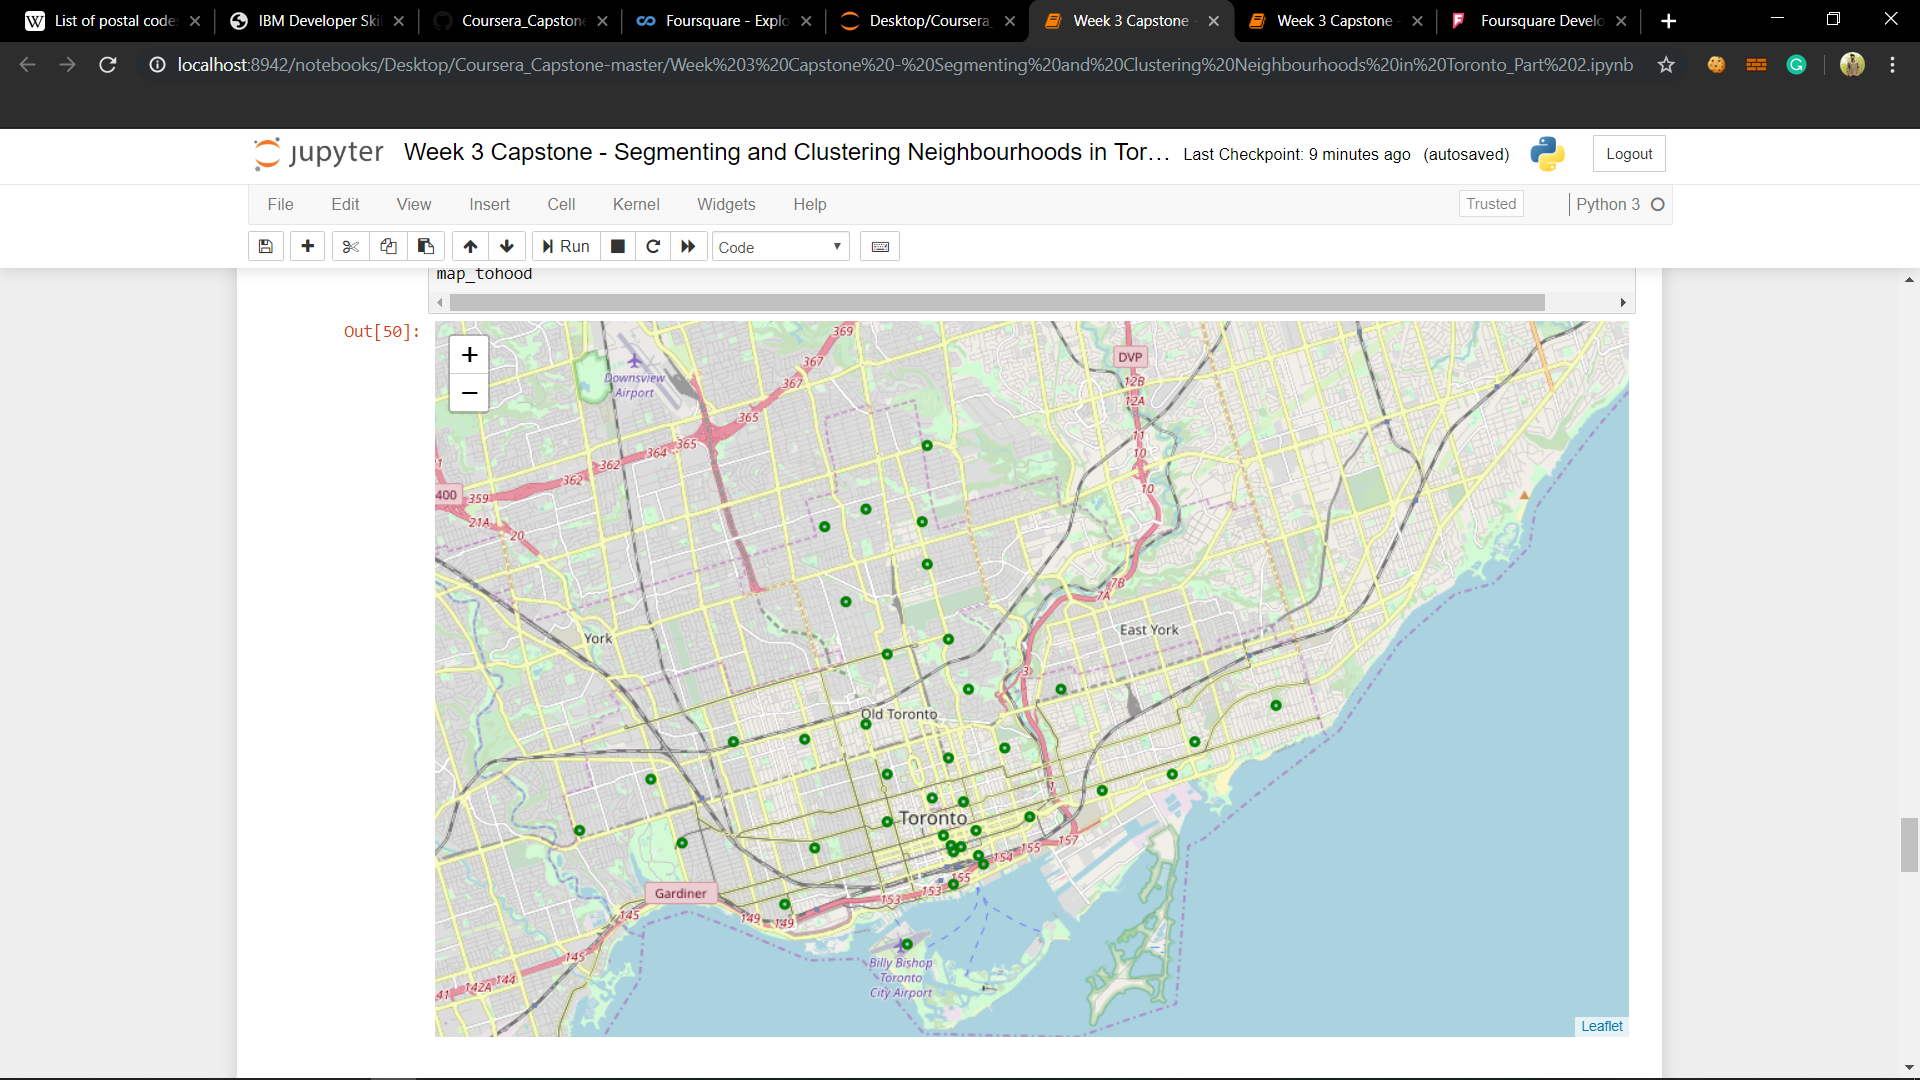 List of postal code
IBM Developer Skil
Coursera_Capstone
Foursquare - Explo
Desktop/Coursera_
Week 3 Capstone -
Week 3 Capstone -
Foursquare Develo
localhost:8942/notebooks/Desktop/Coursera_Capstone-master/Week%203%20Capstone%20-%20Segmenting%20and%20Clustering%20Neighbourhoods%20in%20Toronto_Part%202.ipynb
jupyter Week 3 Capstone - Segmenting and Clustering Neighbourhoods in Tor… Last Checkpoint: 9 minutes ago (autosaved)
Logout
File Edit View Insert Cell Kernel Widgets Help
Trusted
Python 3
Run
Code
map_tohood
Out[50]:
+
−
369
DVP
367
Downsview
Airport
367
12B
12A
365
365
11
364
10
362
362
10
400
359
21A
20
7B
7A
York
East York
3
Old Toronto
1
Toronto
157
155
154
155
Gardiner
153
153
149
149
145
145
144
142A
41
Billy Bishop
Toronto
City Airport
Leaflet